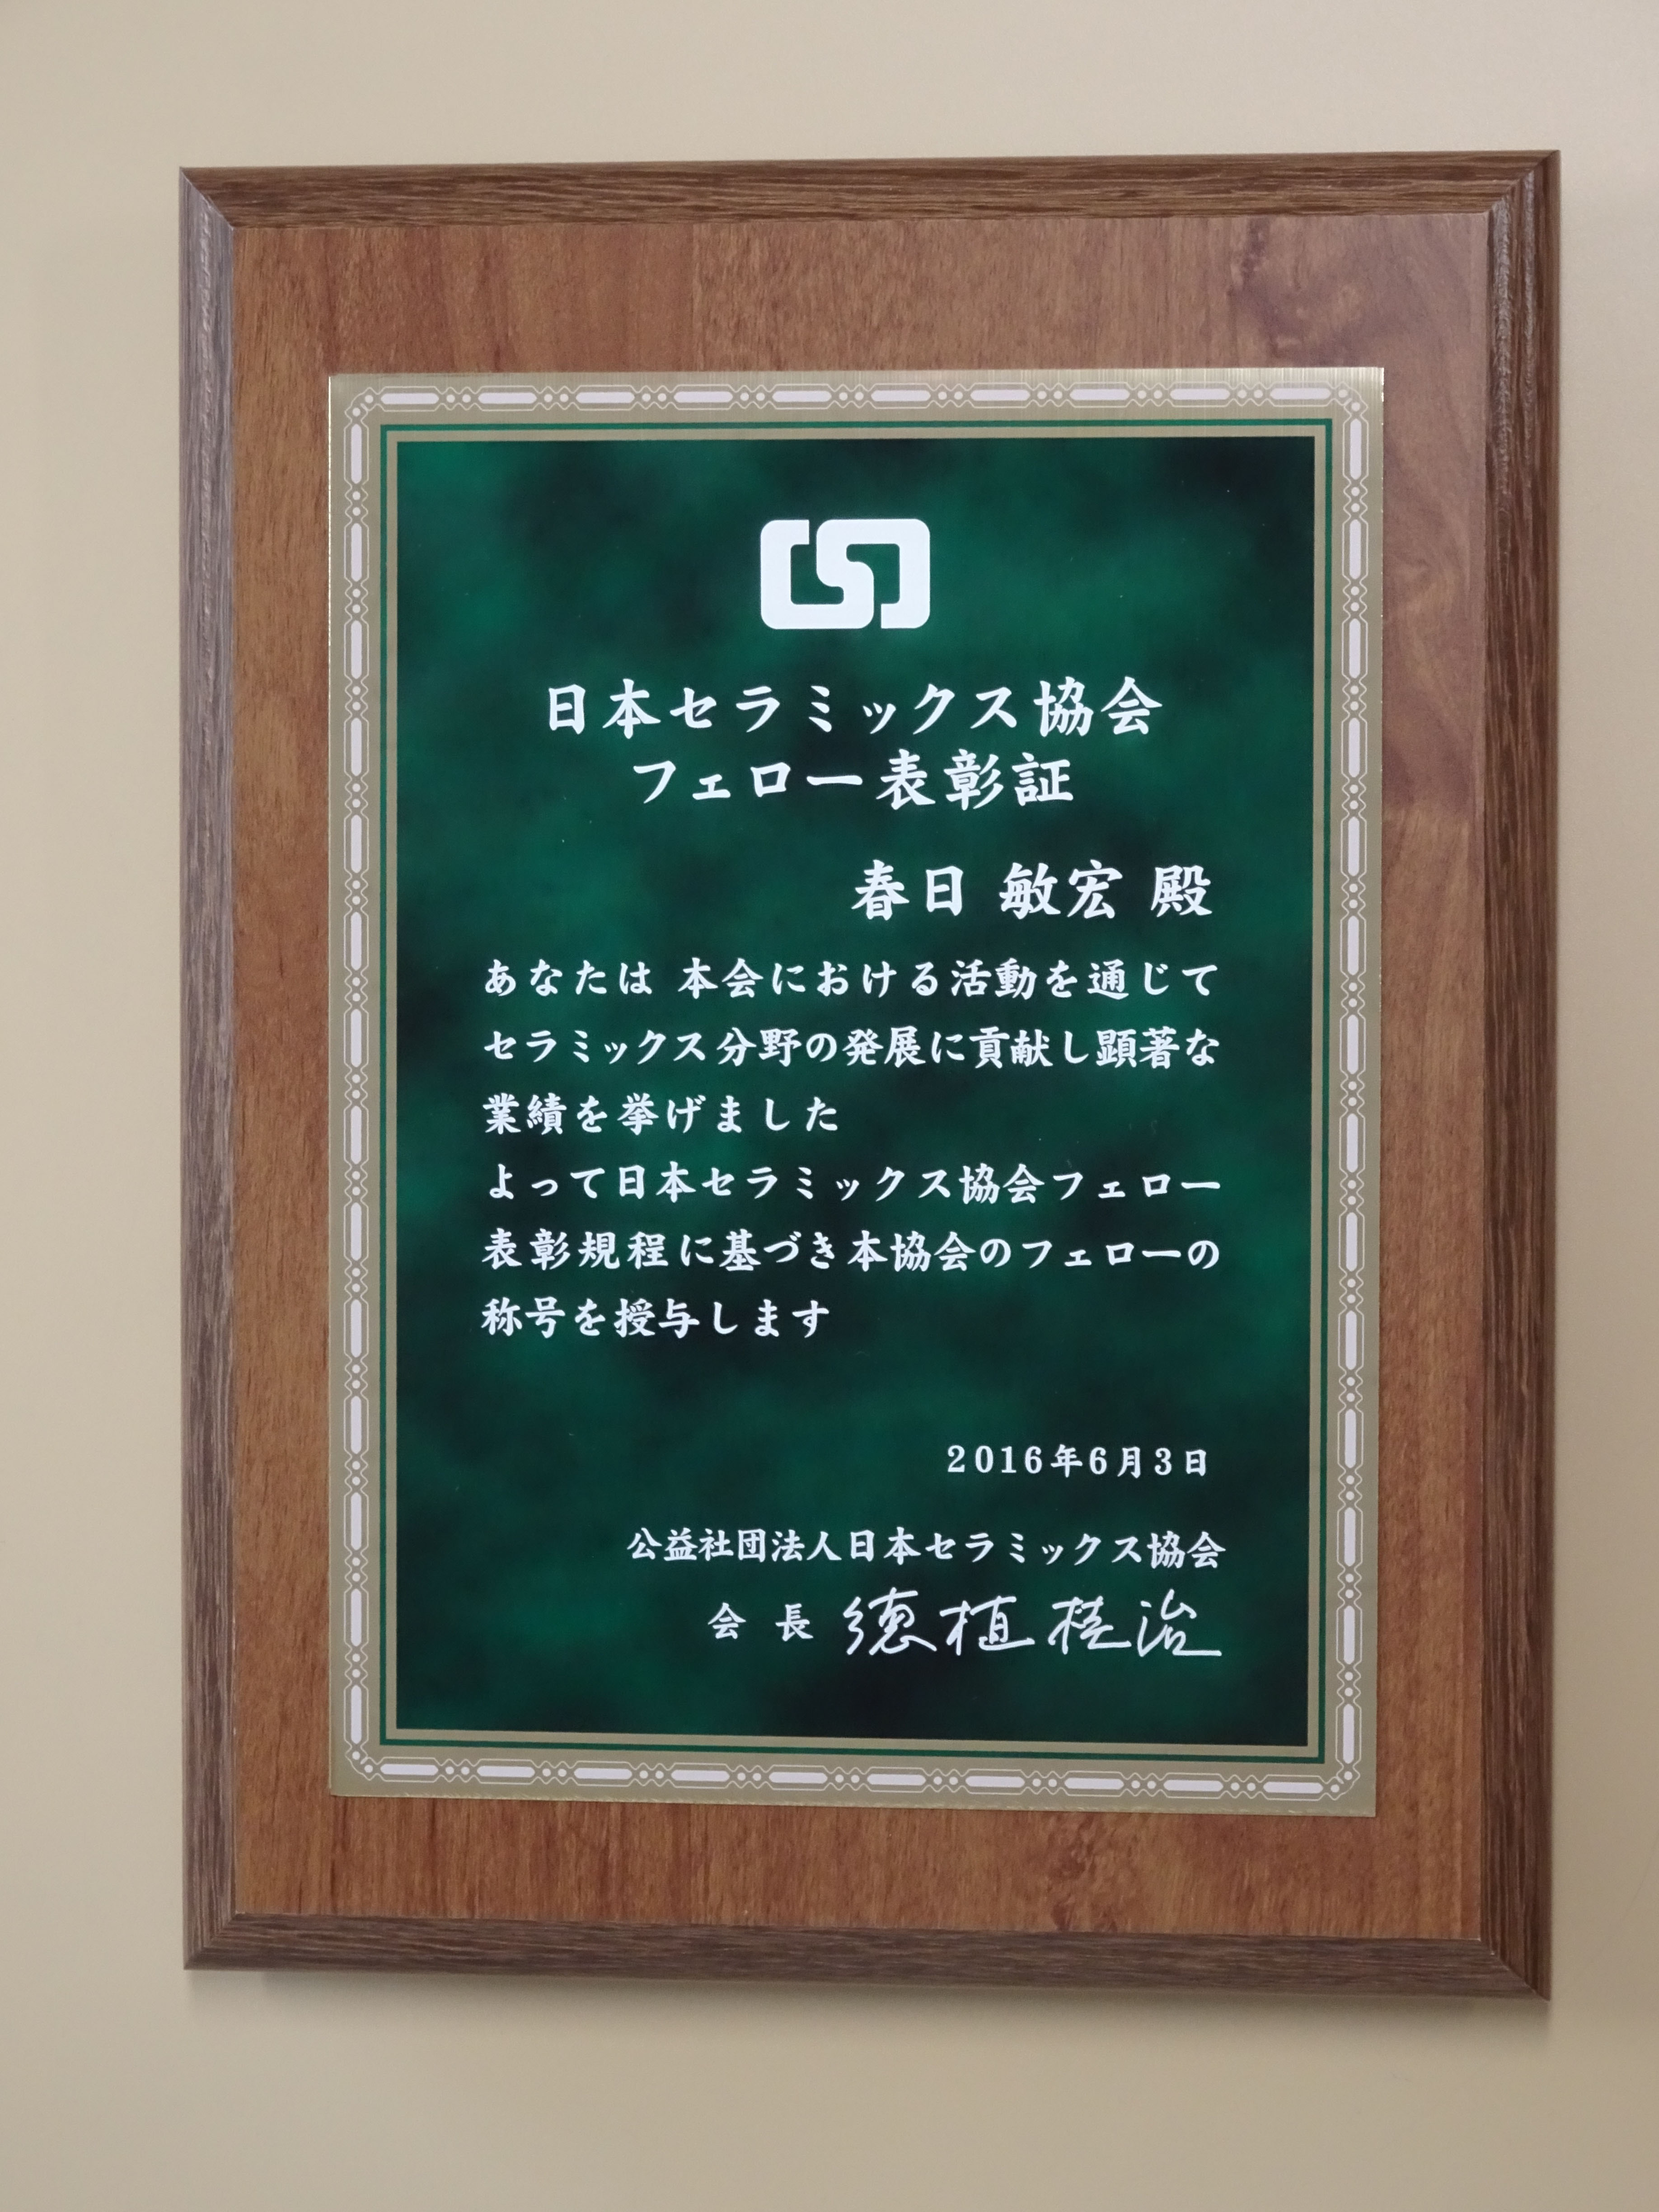 日本セラミックス協会
フェロー表彰証
春日 敏宏 殿
あなたは 本会における活動を通じて
セラミックス分野の発展に貢献し顕著な
業績を挙げました
よって日本セラミックス協会フェロー
表彰規程に基づき本協会のフェローの
称号を授与します
2016年6月3日
公益社団法人日本セラミックス協会
会 長 德植桂治